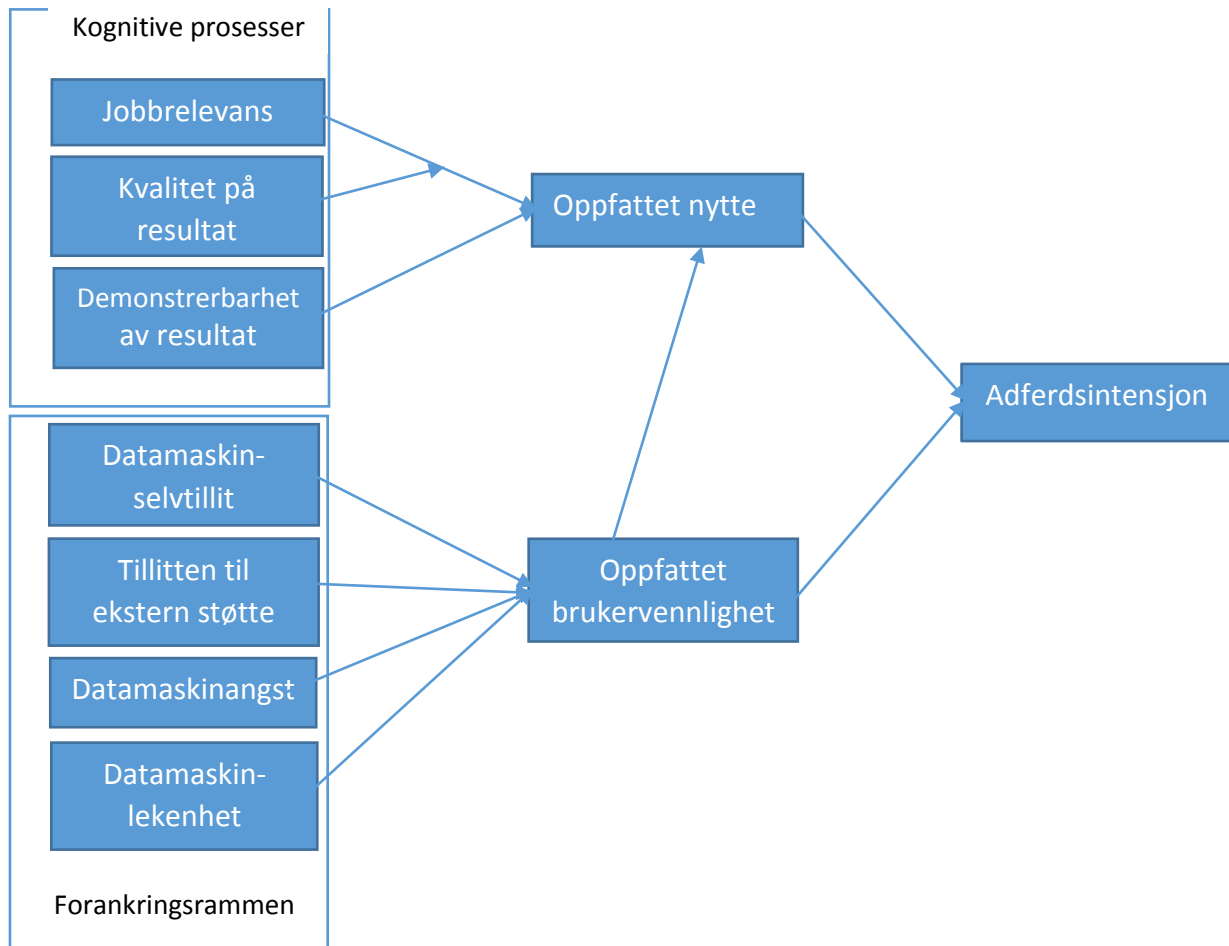 Kognitive prosesser
Jobbrelevans
Kvalitet på
resultat
Demonstrerbarhet
av resultat
Oppfattet nytte
Adferdsintensjon
Datamaskin-
selvtillit
Tillitten til
ekstern støtte
Datamaskinangst
Datamaskin-
lekenhet
Oppfattet
brukervennlighet
Forankringsrammen